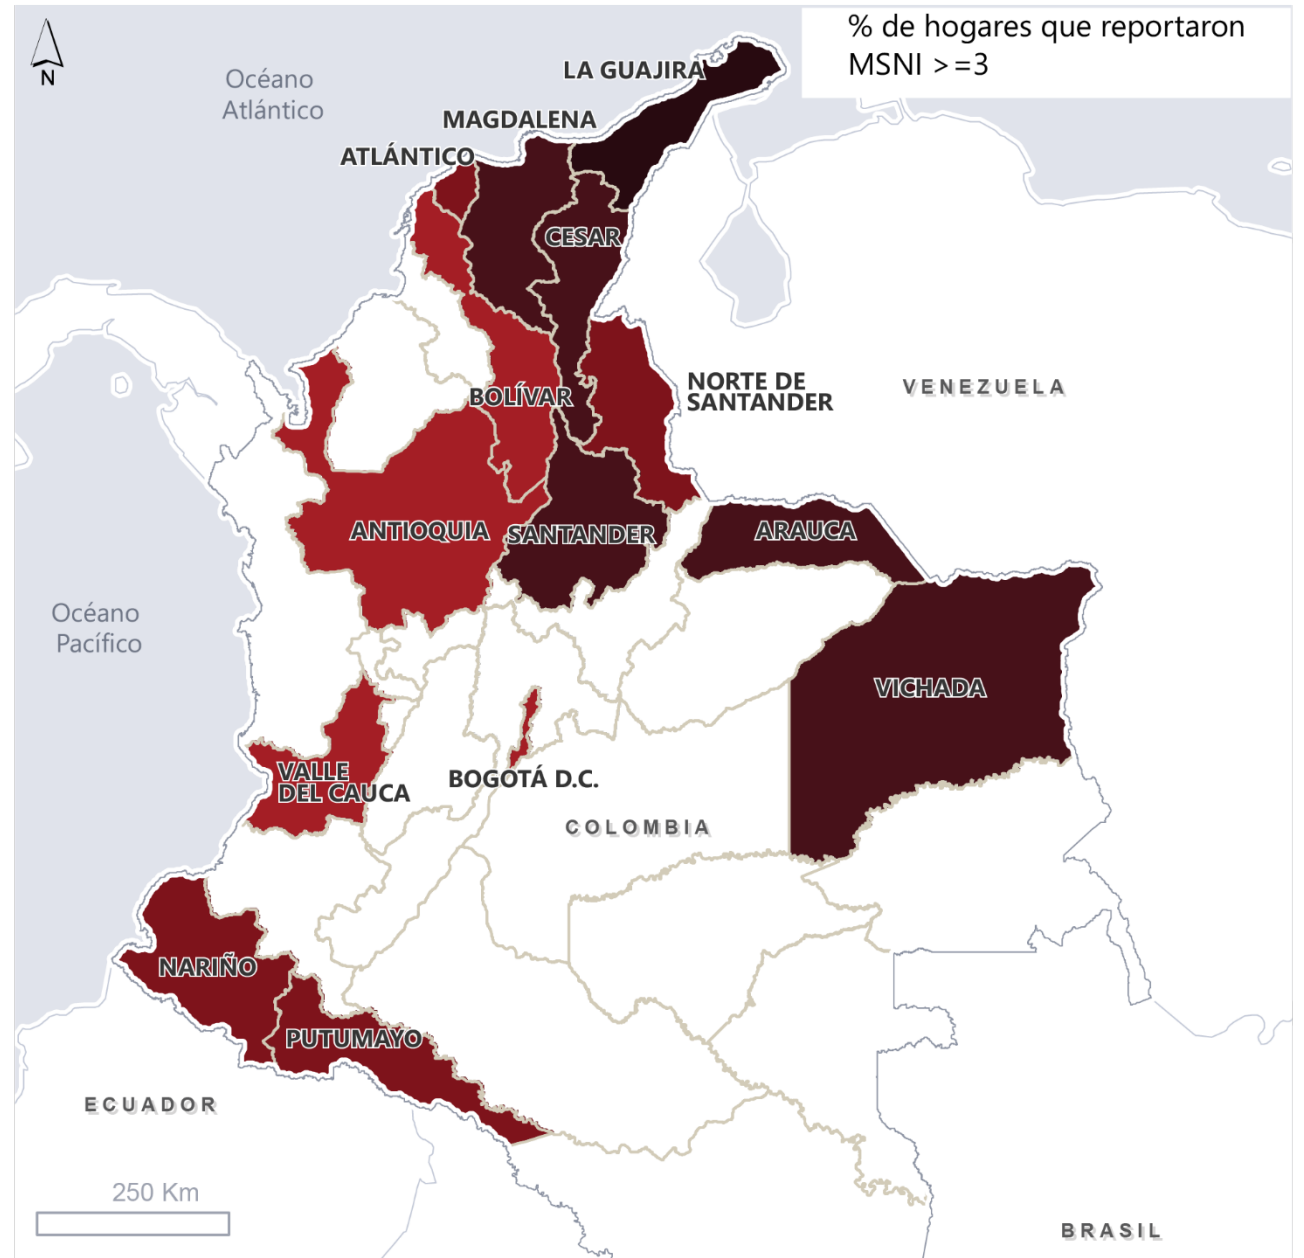 % de hogares que reportaron
MSNI >=3
N
Océano
Atlántico
LA GUAJIRA
MAGDALENA
ATLÁNTICO
CESAR
NORTE DE
SANTANDER
VENEZUELA
BOLÍVAR
ANTIOQUIA
SANTANDER
ARAUCA
Océano
Pacífico
VICHADA
VALLE
DEL CAUCA
BOGOTÁ D.C.
COLOMBIA
NARIÑO
PUTUMAYO
ECUADOR
250 Km
BRASIL